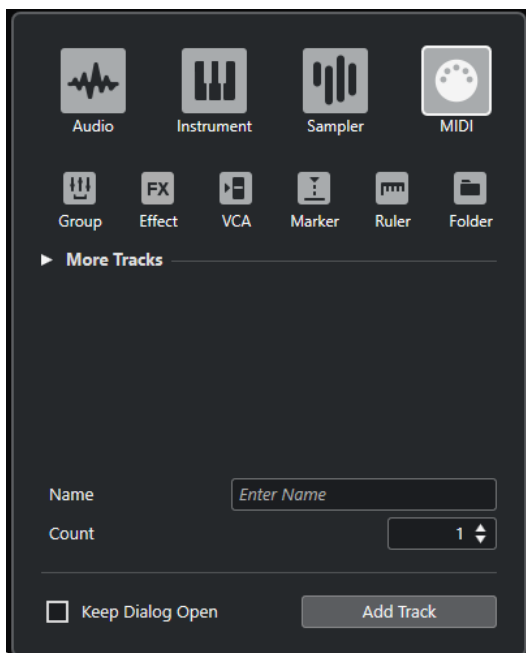 Audio Instrument Sampler MIDI
FX
Group Effect VCA Marker Ruler Folder
More Tracks
Name Enter Name
Count 1
Keep Dialog Open Add Track